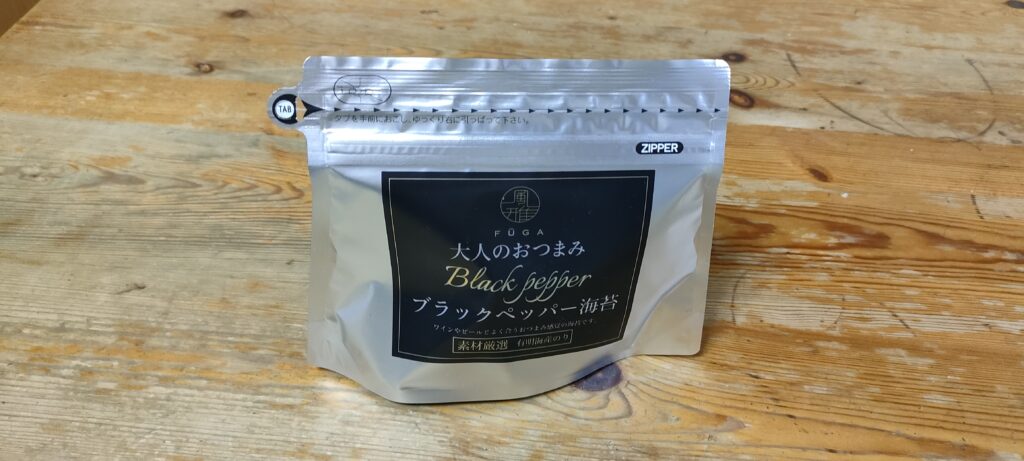 TAB
タブを手前におこし、ゆっくり右に引っぱって下さい。
ZIPPER
風雅
FŪGA
大人のおつまみ
Black pepper
ブラックペッパー海苔
ワインやビールによく合うおつまみ感覚の海苔です。
素材厳選 有明海産のり